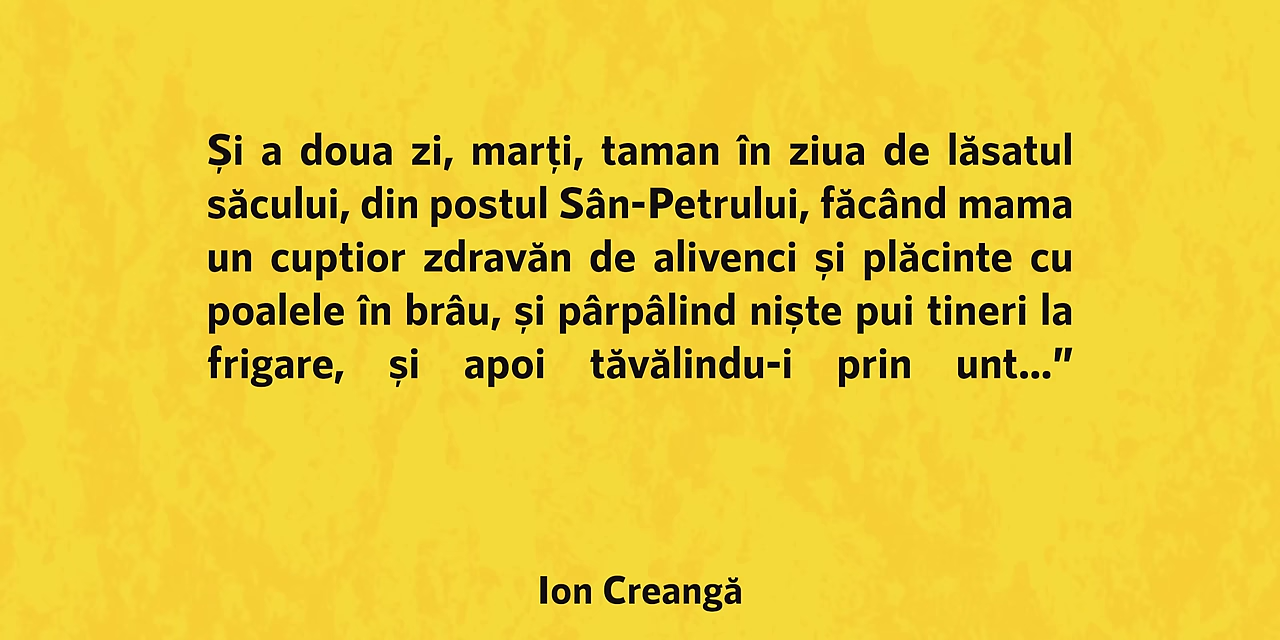 Și a doua zi, marți, taman în ziua de lăsatul
săcului, din postul Sân-Petrului, făcând mama
un cuptior zdravăn de alivenci și plăcinte cu
poalele în brâu, și pârpâlind niște pui tineri la
frigare, și apoi tăvălindu-i prin unt...”
Ion Creangă